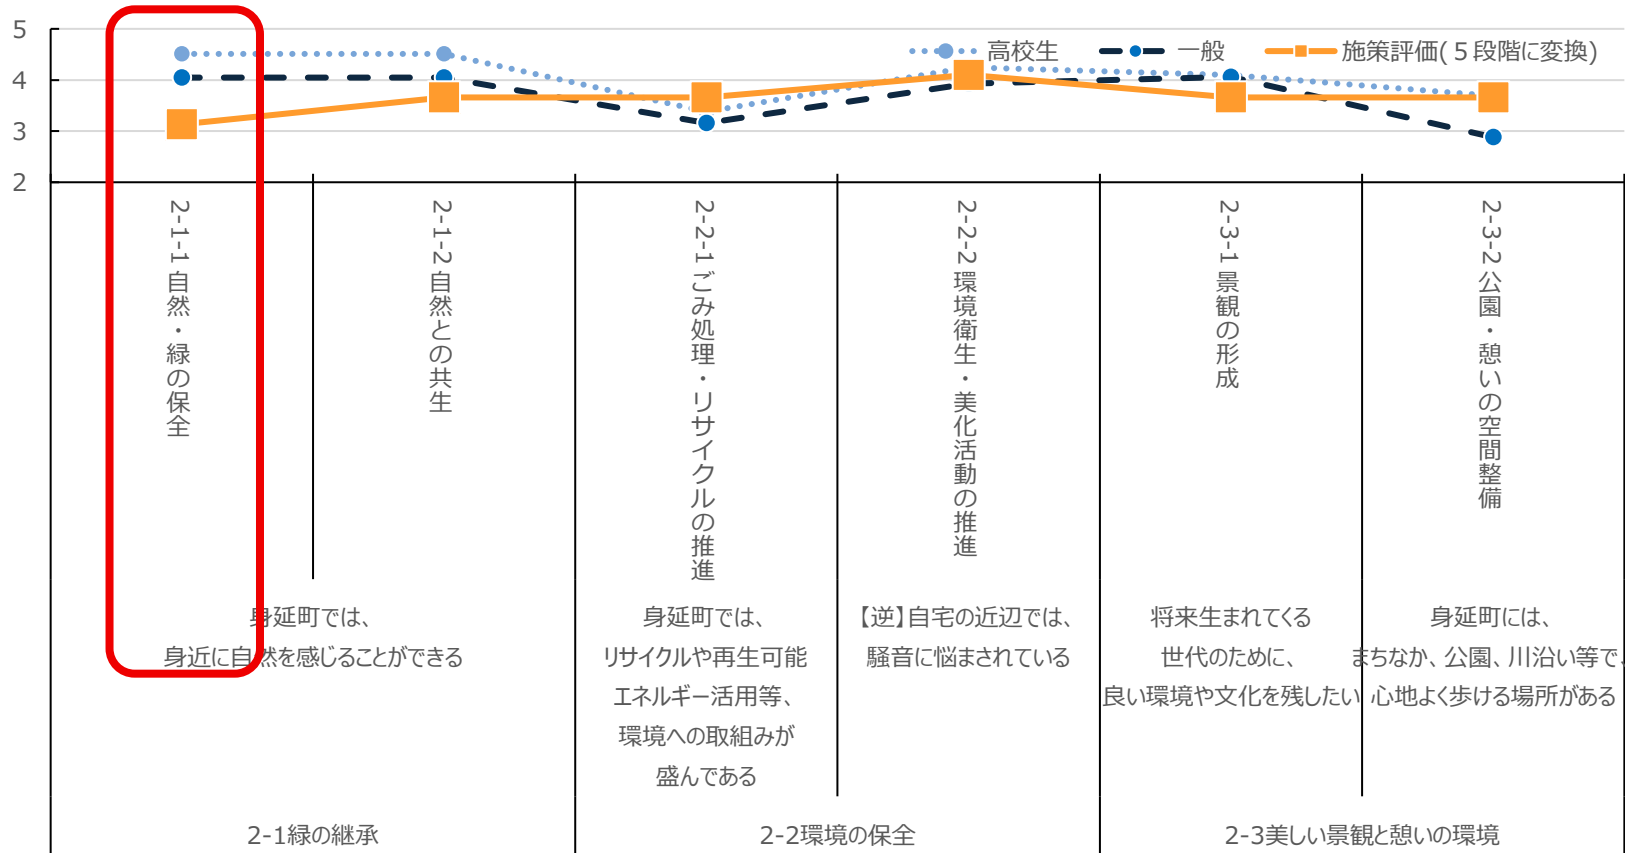 5
4
3
2
高校生
一般
施策評価(５段階に変換)
2-1-1自然・緑の保全
2-1-2自然との共生
2-2-1ごみ処理・リサイクルの推進
2-2-2環境衛生・美化活動の推進
2-3-1景観の形成
2-3-2公園・憩いの空間整備
身延町では、
身近に自然を感じることができる
身延町では、
リサイクルや再生可能
エネルギー活用等、
環境への取組みが
盛んである
【逆】自宅の近辺では、
騒音に悩まされている
将来生まれてくる
世代のために、
良い環境や文化を残したい
身延町には、
まちなか、公園、川沿い等で、
心地よく歩ける場所がある
2-1緑の継承
2-2環境の保全
2-3美しい景観と憩いの環境